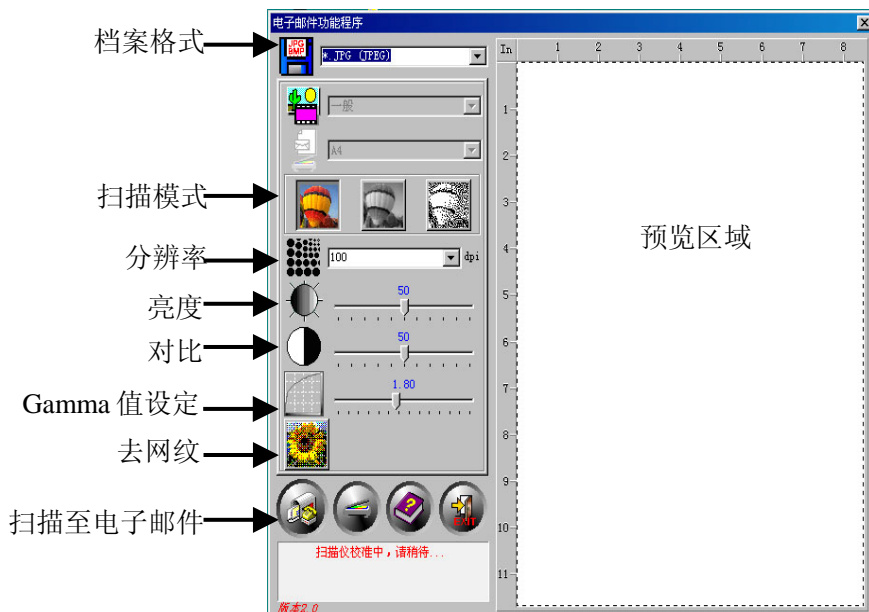 电子邮件功能程序
档案格式
JPG
BMP
*.JPG (JPEG)
一般
A4
扫描模式
分辨率
100
dpi
亮度
50
对比
50
Gamma 值设定
1.80
去网纹
扫描至电子邮件
?
EXIT
扫描仪校准中，请稍待...
版本2.0
In 1 2 3 4 5 6 7 8
1
2
3
预览区域
4
5
6
7
8
9
10
11